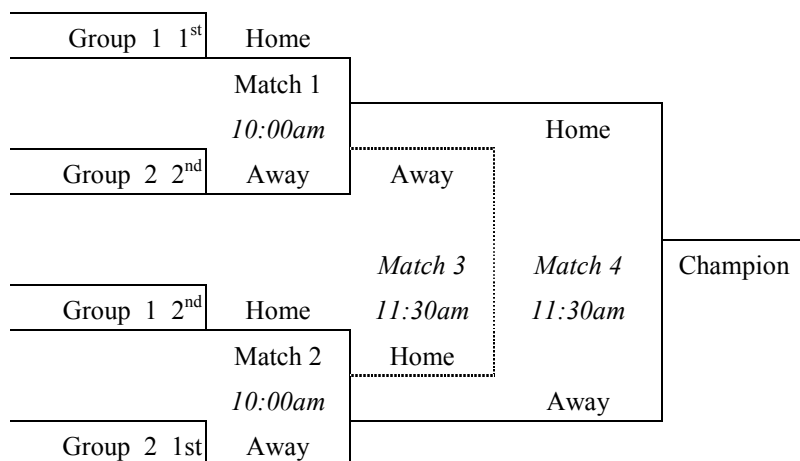 Group 1 1st Home
Match 1
10:00am
Home
Group 2 2nd Away Away
Match 3 Match 4 Champion
Group 1 2nd Home 11:30am 11:30am
Match 2 Home
10:00am Away
Group 2 1st Away